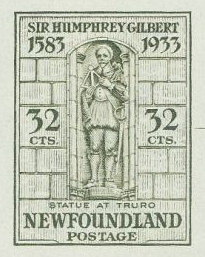 SIR HUMPHREY GILBERT
1583 1933
32 32
CTS. CTS.
STATUE AT TRURO
NEWFOUNDLAND
POSTAGE